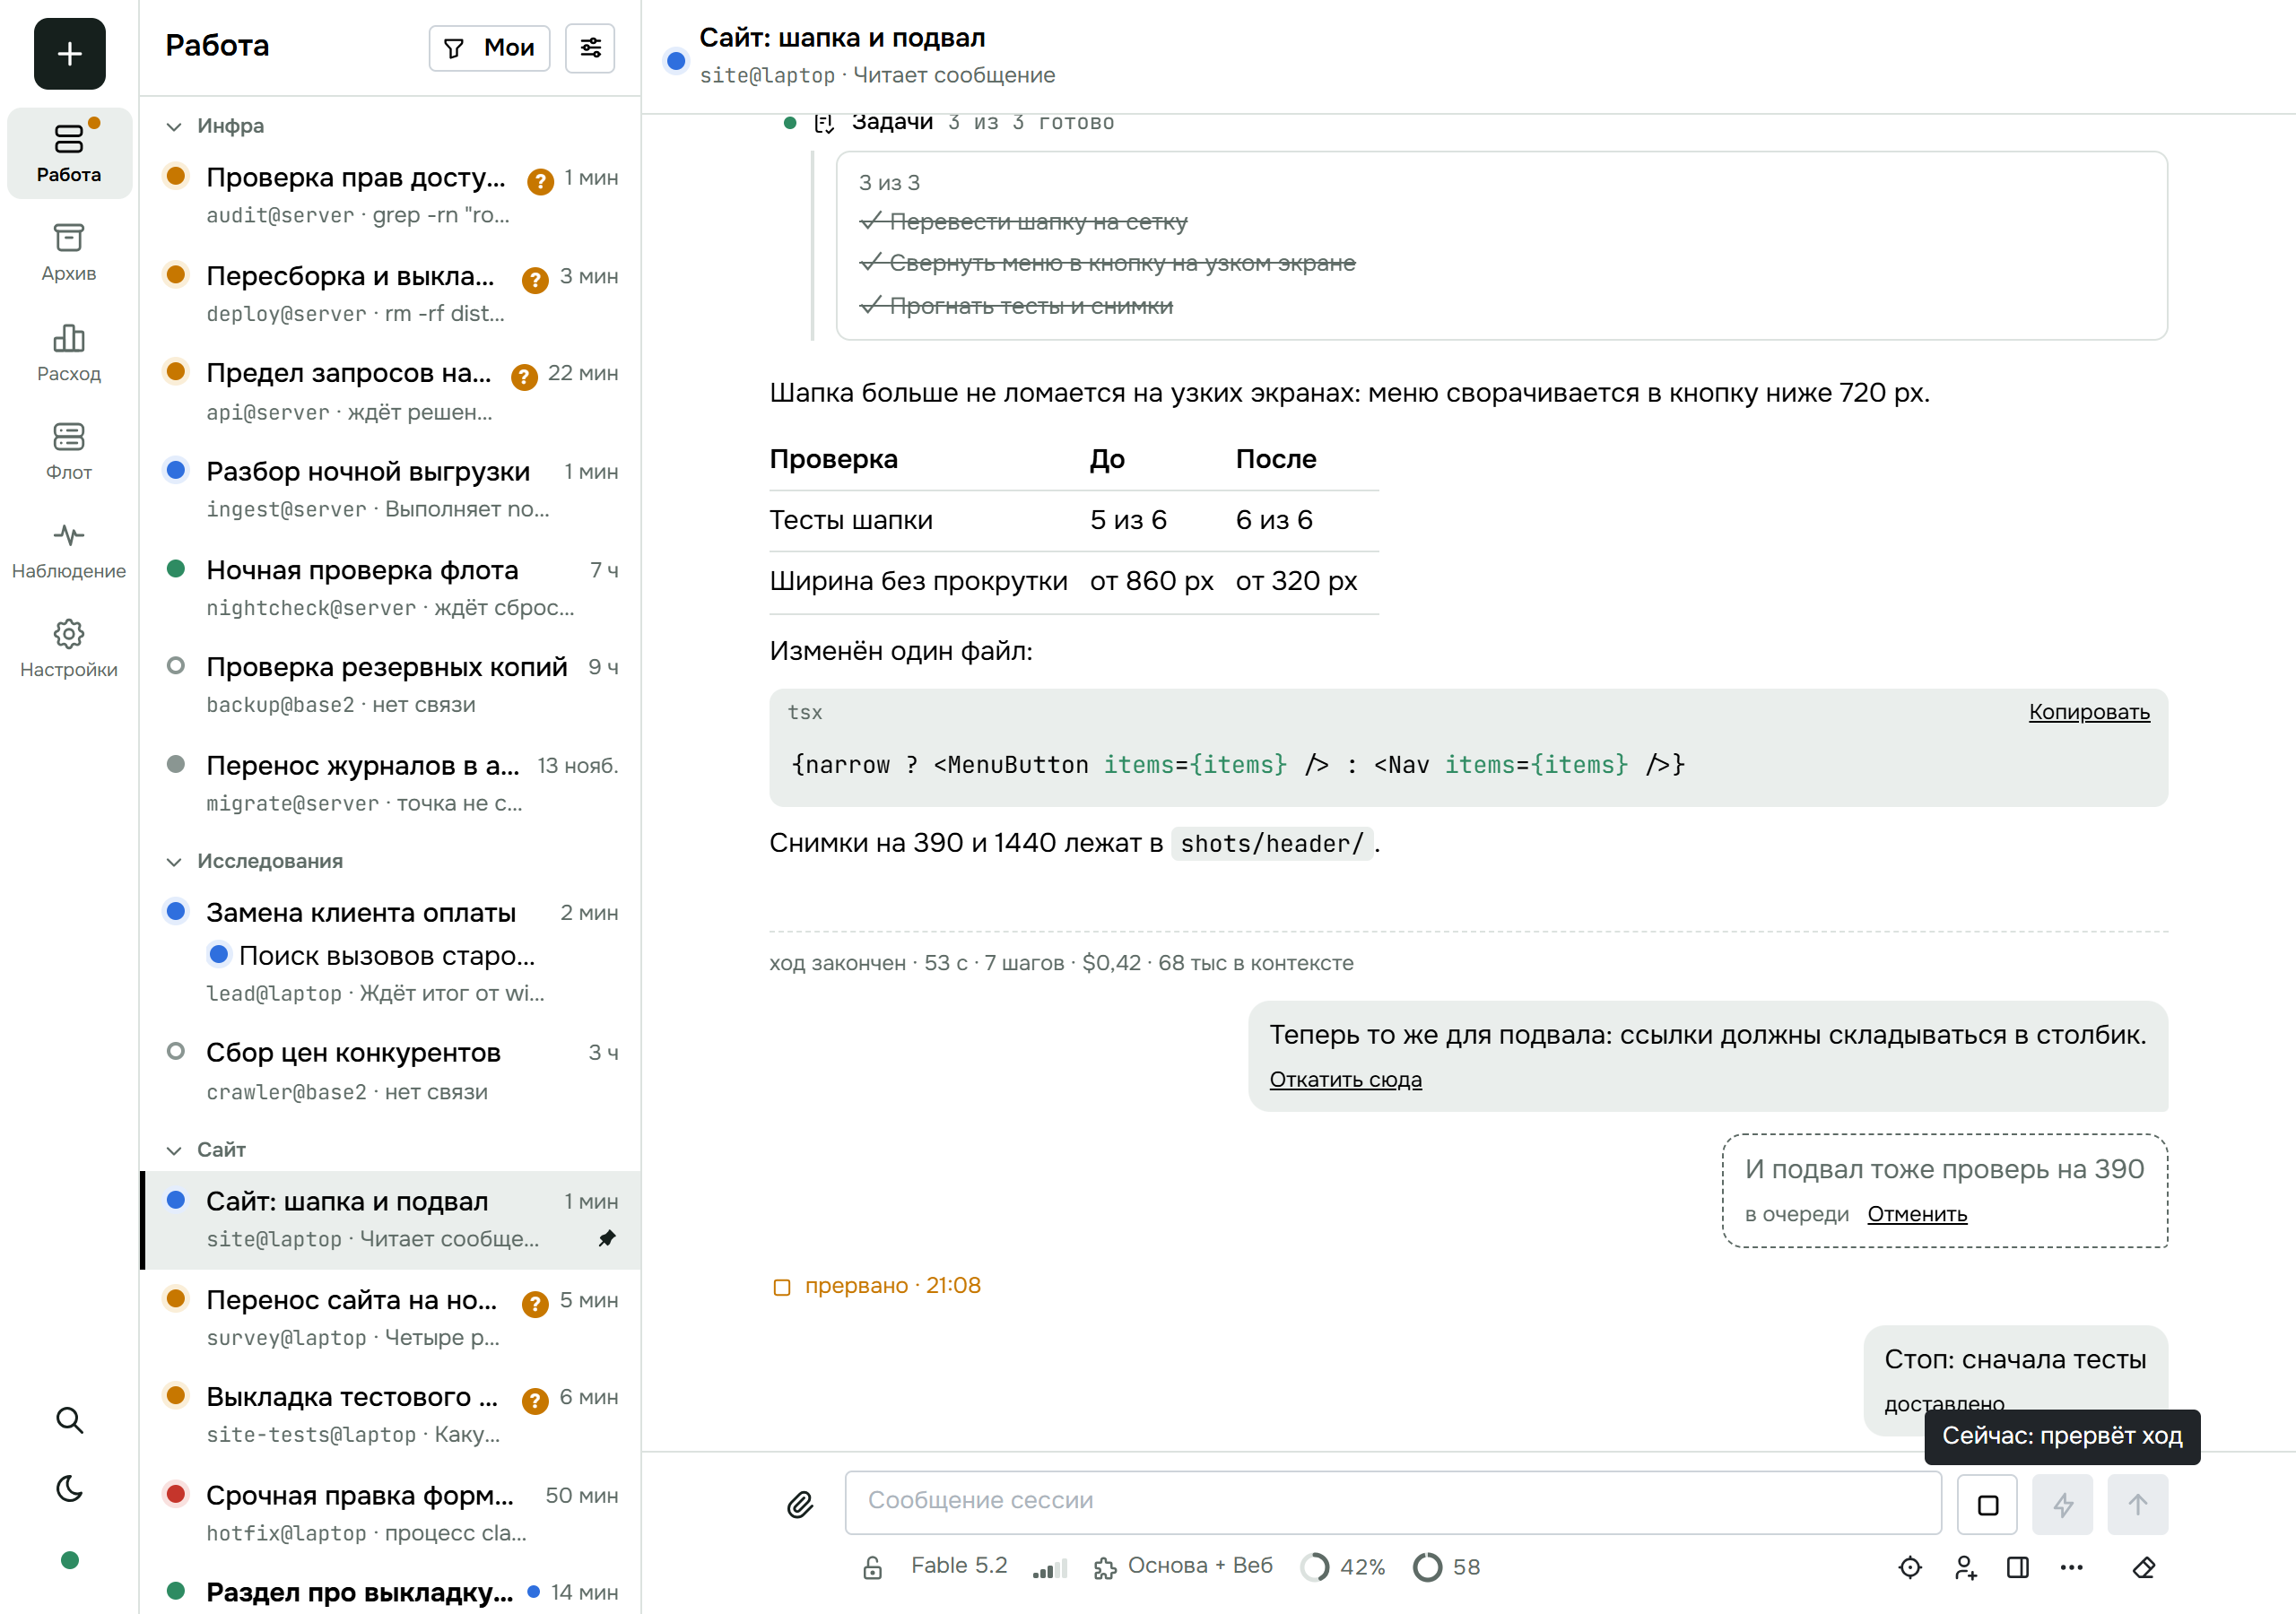 Работа
Архив
Расход
Флот
Наблюдение
Настройки
Работа
Мои
Инфра
Проверка прав досту... ? 1 мин
audit@server · grep -rn "ro...
Пересборка и выкла... ? 3 мин
deploy@server · rm -rf dist...
Предел запросов на... ? 22 мин
api@server · ждёт решен...
Разбор ночной выгрузки 1 мин
ingest@server · Выполняет по...
Ночная проверка флота 7 ч
nightcheck@server · ждёт сброс...
Проверка резервных копий 9 ч
backup@base2 · нет связи
Перенос журналов в а... 13 нояб.
migrate@server · точка не с...
Исследования
Замена клиента оплаты 2 мин
Поиск вызовов старо...
lead@laptop · Ждёт итог от wi...
Сбор цен конкурентов 3 ч
crawler@base2 · нет связи
Сайт
Сайт: шапка и подвал 1 мин
site@laptop · Читает сообще...
Перенос сайта на но... ? 5 мин
survey@laptop · Четыре р...
Выкладка тестового ... ? 6 мин
site-tests@laptop · Каку...
Срочная правка форм... 50 мин
hotfix@laptop · процесс cla...
Раздел про выкладку... 14 мин
Сайт: шапка и подвал
site@laptop · Читает сообщение
Задачи 3 из 3 готово
3 из 3
Перевести шапку на сетку
Свернуть меню в кнопку на узком экране
Прогнать тесты и снимки
Шапка больше не ломается на узких экранах: меню сворачивается в кнопку ниже 720 px.
Проверка До После
Тесты шапки 5 из 6 6 из 6
Ширина без прокрутки от 860 px от 320 px
Изменён один файл:
tsx Копировать
{narrow ? <MenuButton items={items} /> : <Nav items={items} />}
Снимки на 390 и 1440 лежат в shots/header/.
ход закончен · 53 с · 7 шагов · $0,42 · 68 тыс в контексте
Теперь то же для подвала: ссылки должны складываться в столбик.
Откатить сюда
И подвал тоже проверь на 390
в очереди Отменить
прервано · 21:08
Стоп: сначала тесты
доставлено
Сейчас: прервёт ход
Сообщение сессии
Fable 5.2 Основа + Веб 42% 58